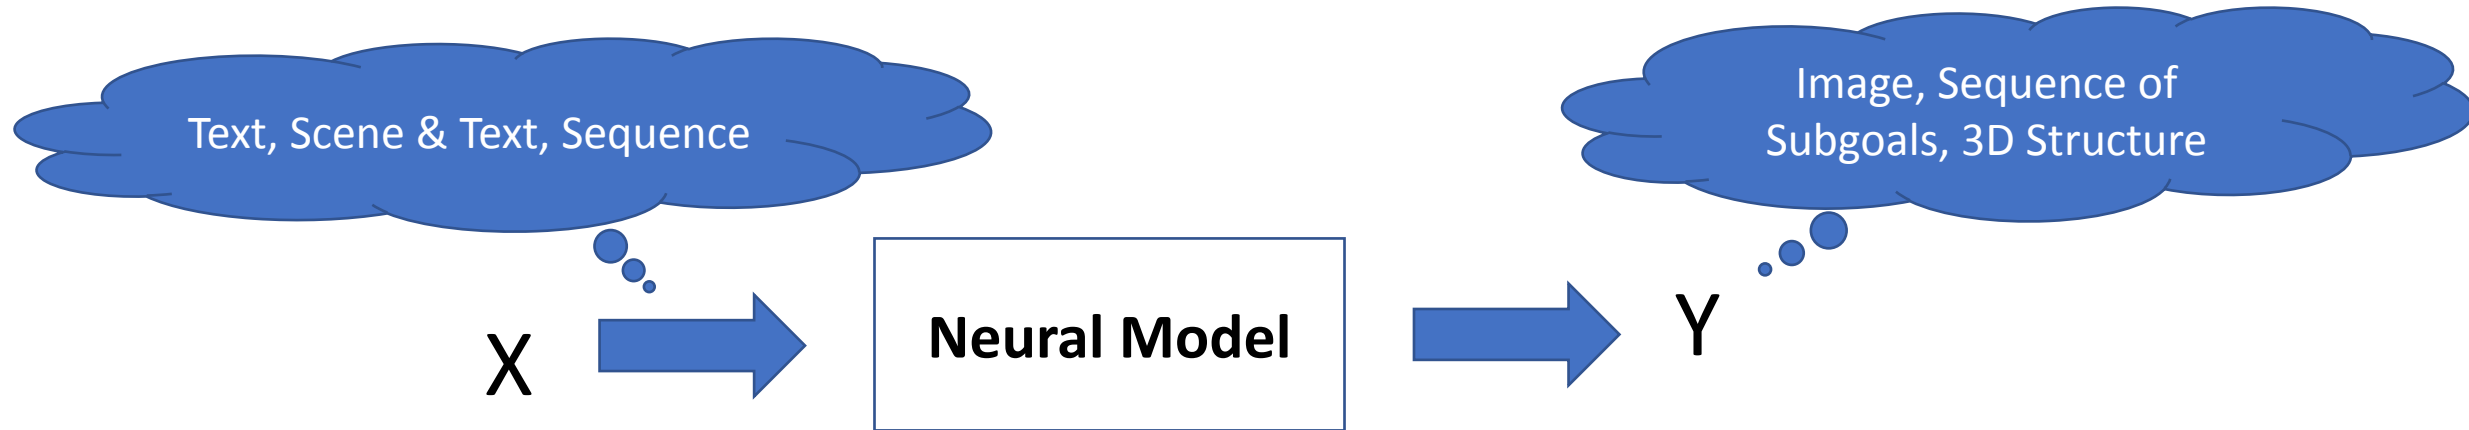 Text, Scene & Text, Sequence
Image, Sequence of
Subgoals, 3D Structure
X
Neural Model
Y